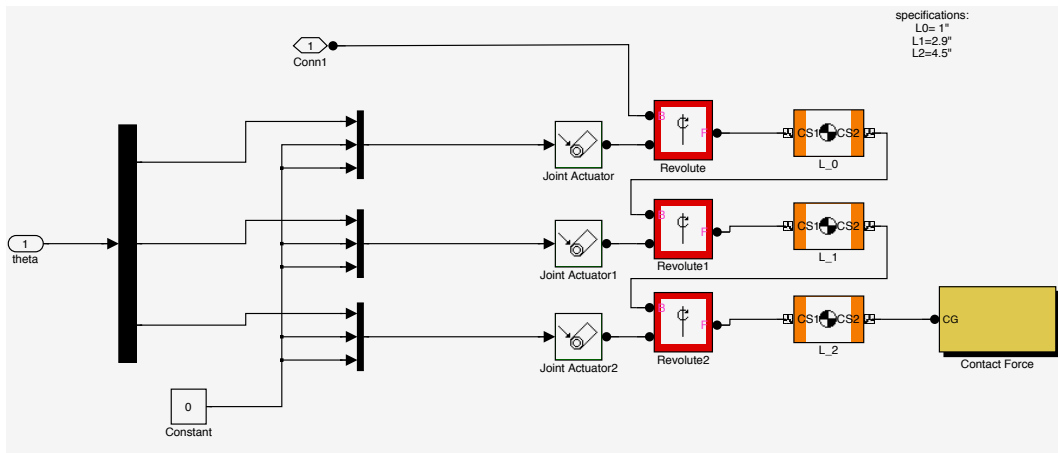 specifications:
L0= 1"
L1=2.9"
L2=4.5"
1
Conn1
B
F
Revolute
CS1
CS2
L_0
Joint Actuator
1
theta
B
F
Revolute1
CS1
CS2
L_1
Joint Actuator1
B
F
Revolute2
CS1
CS2
L_2
Joint Actuator2
CG
Contact Force
0
Constant